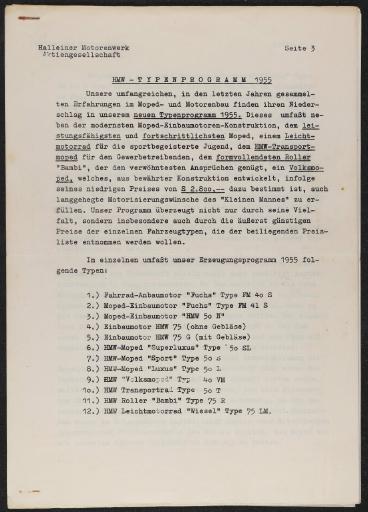 Halleiner Motorenwerk Seite 3
Aktiengesellschaft
HMW - TYPENPROGRAMM 1955
Unsere umfangreichen, in den letzten Jahren gesammel-
ten Erfahrungen im Moped- und Motorenbau finden ihren Nieder-
schlag in unserem neuen Typenprogramm 1955. Dieses umfaßt ne-
ben der modernsten Moped-Einbaumotoren-Konstruktion, dem lei-
stungsfähigsten und fortschrittlichsten Moped, einem Leicht-
motorrad für die sportbegeisterte Jugend, dem HMW-Transport-
moped für den Gewerbetreibenden, dem formvollendeten Roller
"Bambi", der den verwöhntesten Ansprüchen genügt, ein Volksmo-
ped, welches, aus bewährter Konstruktion entwickelt, infolge
seines niedrigen Preises von S 2.800.-- dazu bestimmt ist, auch
langgehegte Motorisierungswünsche des "Kleinen Mannes" zu er-
füllen. Unser Programm überzeugt nicht nur durch seine Viel-
falt, sondern insbesondere auch durch die äußerst günstigen
Preise der einzelnen Fahrzeugtypen, die der beiliegenden Preis-
liste entnommen werden wollen.
Im einzelnen umfaßt unser Erzeugungsprogramm 1955 fol-
gende Typen:
1.) Fahrrad-Anbaumotor "Fuchs" Type FM 40 S
2.) Moped-Einbaumotor "Fuchs" Type FM 41 S
3.) Moped-Einbaumotor "HMW 50 N"
4.) Einbaumotor HMW 75 (ohne Gebläse)
5.) Einbaumotor HMW 75 G (mit Gebläse)
6.) HMW-Moped "Superluxus" Type 50 SL
7.) HMW-Moped "Sport" Type 50 S
8.) HMW-Moped "Luxus" Type 50 L
9.) HMW "Volksmoped" Typ 40 VM
10.) HMW Transportrad Type 50 T
11.) HMW Roller "Bambi" Type 75 R
12.) HMW Leichtmotorrad "Wiesel" Type 75 LM.